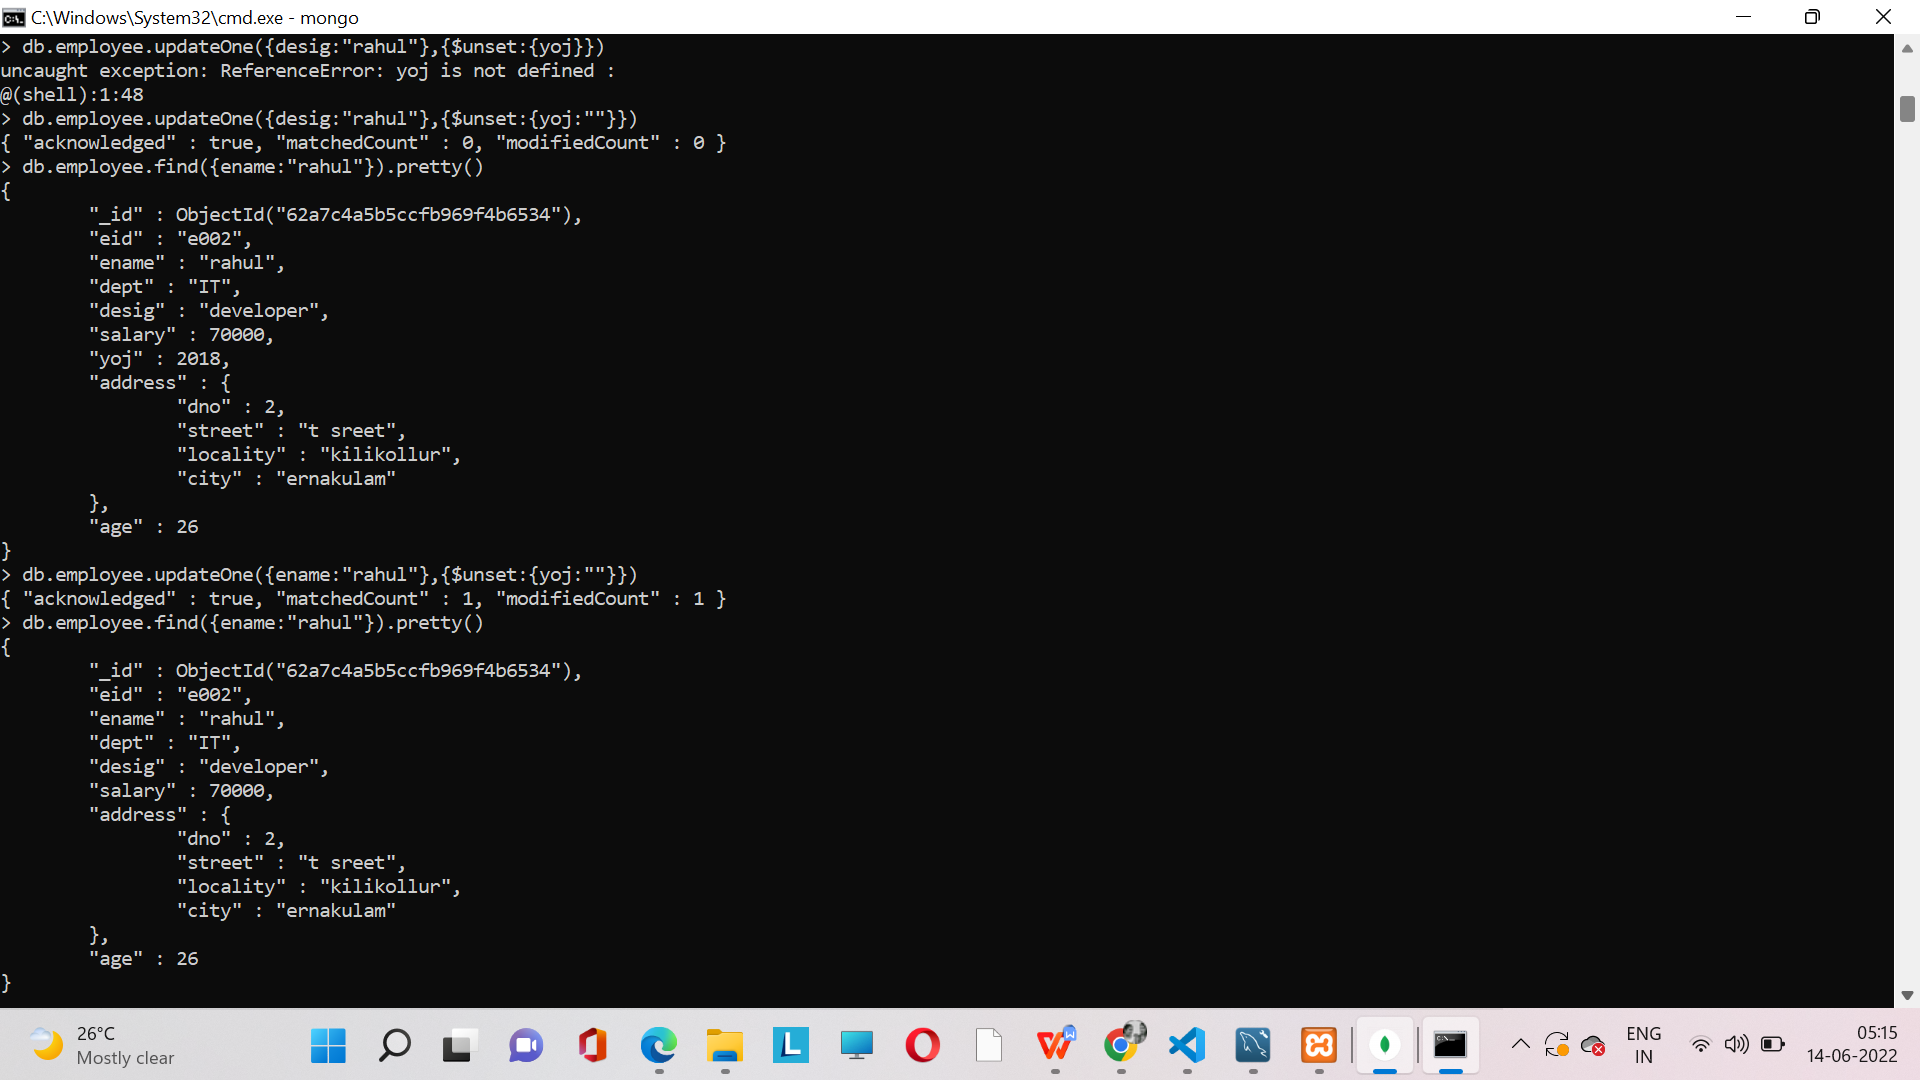 C:\Windows\System32\cmd.exe - mongo
> db.employee.updateOne({desig:"rahul"},{$unset:{yoj}})
uncaught exception: ReferenceError: yoj is not defined :
@(shell):1:48
> db.employee.updateOne({desig:"rahul"},{$unset:{yoj:""}})
{ "acknowledged" : true, "matchedCount" : 0, "modifiedCount" : 0 }
> db.employee.find({ename:"rahul"}).pretty()
{
        "_id" : ObjectId("62a7c4a5b5ccfb969f4b6534"),
        "eid" : "e002",
        "ename" : "rahul",
        "dept" : "IT",
        "desig" : "developer",
        "salary" : 70000,
        "yoj" : 2018,
        "address" : {
                "dno" : 2,
                "street" : "t sreet",
                "locality" : "kilikollur",
                "city" : "ernakulam"
        },
        "age" : 26
}
> db.employee.updateOne({ename:"rahul"},{$unset:{yoj:""}})
{ "acknowledged" : true, "matchedCount" : 1, "modifiedCount" : 1 }
> db.employee.find({ename:"rahul"}).pretty()
{
        "_id" : ObjectId("62a7c4a5b5ccfb969f4b6534"),
        "eid" : "e002",
        "ename" : "rahul",
        "dept" : "IT",
        "desig" : "developer",
        "salary" : 70000,
        "address" : {
                "dno" : 2,
                "street" : "t sreet",
                "locality" : "kilikollur",
                "city" : "ernakulam"
        },
        "age" : 26
}
26°C
Mostly clear
ENG
IN
05:15
14-06-2022